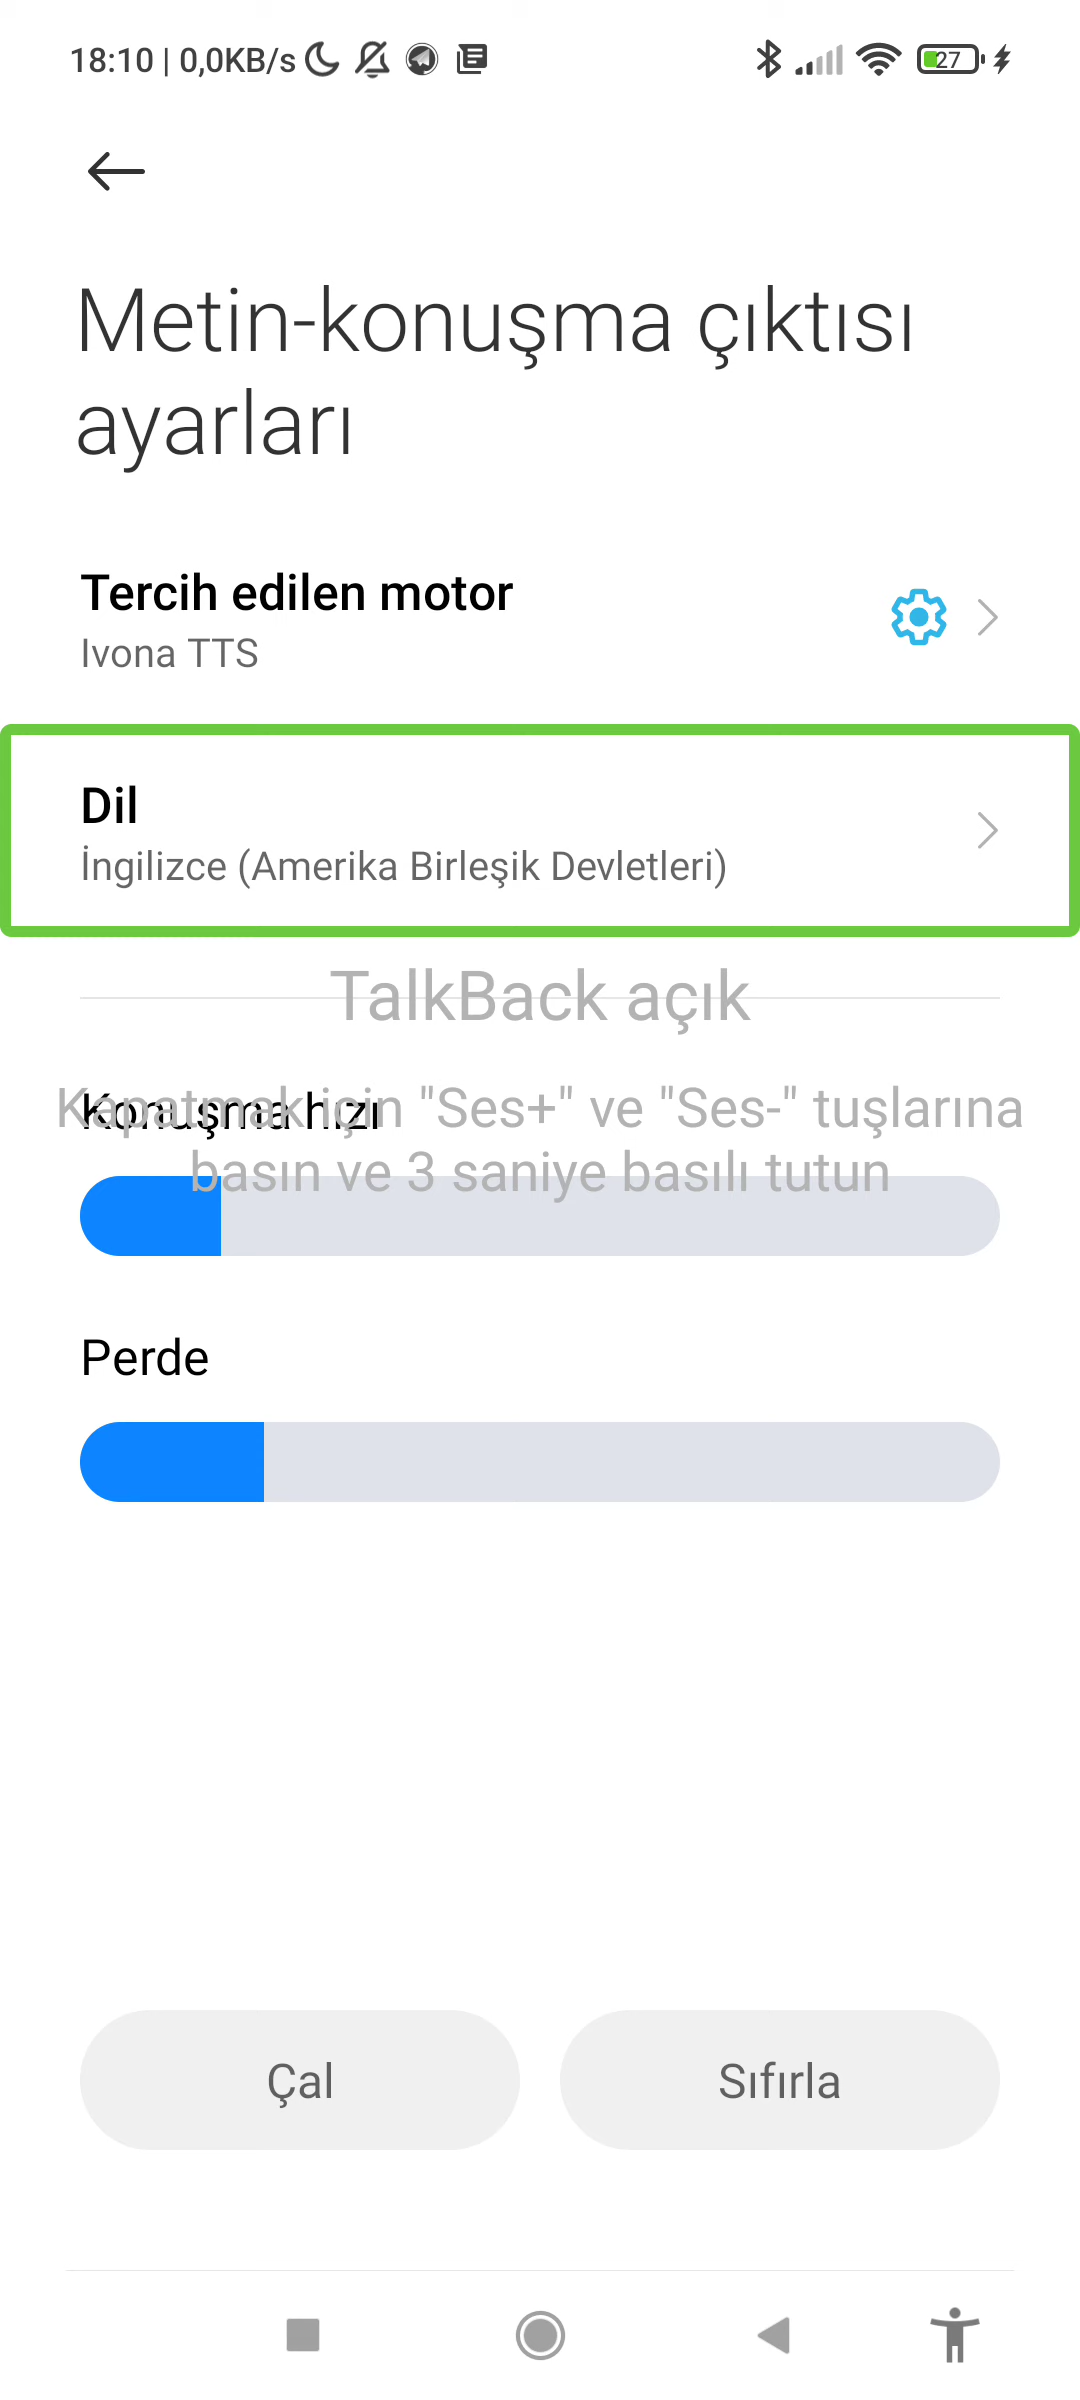 18:10 | 0,0KB/s
27
Metin-konuşma çıktısı
ayarları
Tercih edilen motor
Ivona TTS
Dil
İngilizce (Amerika Birleşik Devletleri)
TalkBack açık
Kapatmak için "Ses+" ve "Ses-" tuşlarına
basın ve 3 saniye basılı tutun
Konuşma hızı
Perde
Çal
Sıfırla